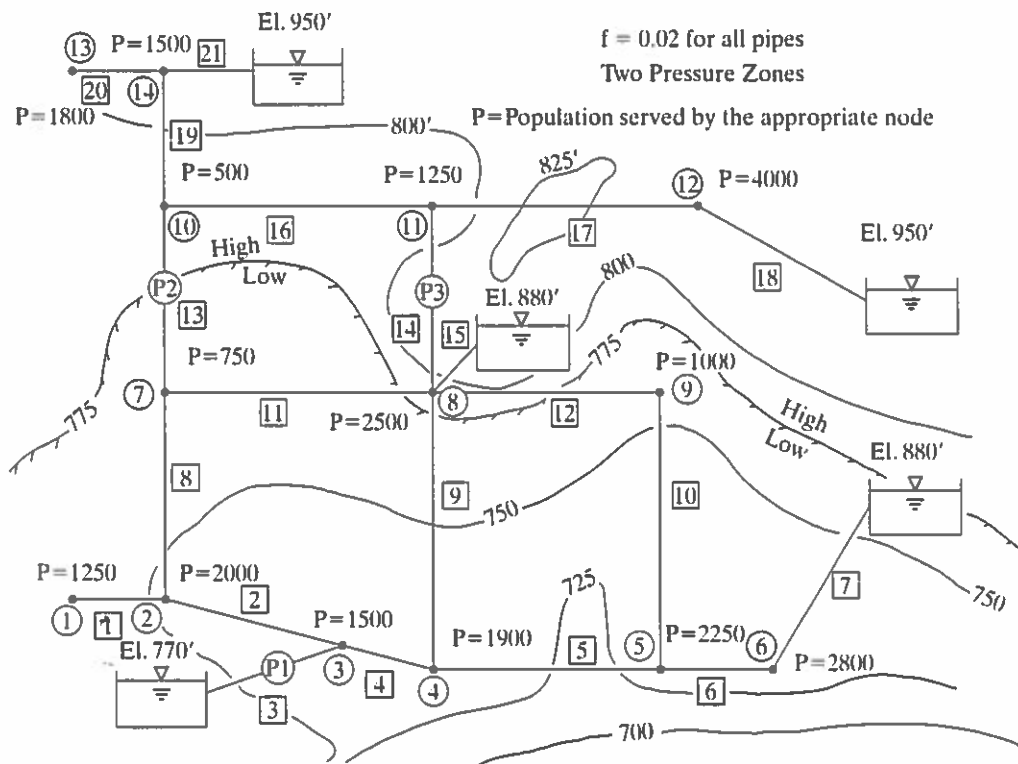 El. 950′
f = 0.02 for all pipes
Two Pressure Zones
P=Population served by the appropriate node
13
P=1500
21
20
14
P=1800
19
800′
P=500
P=1250
825′
12
P=4000
10
16
11
17
El. 950′
High
Low
P2
P3
El. 880′
800
18
13
14
15
775
P=1000
P=750
7
11
P=2500
8
12
9
775
High
Low
El. 880′
8
9
10
750
7
750
P=1250
P=2000
2
725
1
1
2
P=1500
P=1900
5
P=2250
El. 770′
P1
3
4
4
5
6
P=2800
3
6
700